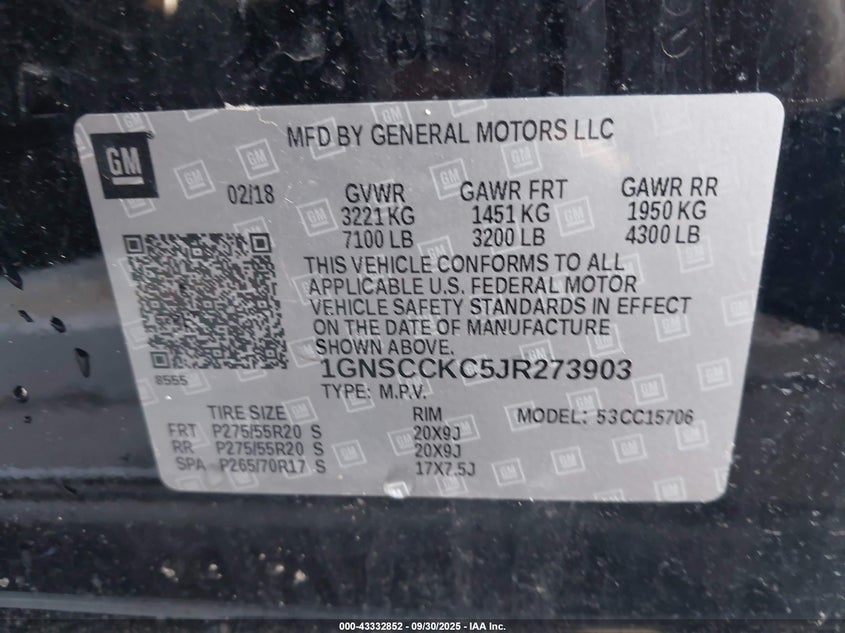 GM
MFD BY GENERAL MOTORS LLC
02/18 GVWR GAWR FRT GAWR RR
3221 KG 1451 KG 1950 KG
7100 LB 3200 LB 4300 LB
THIS VEHICLE CONFORMS TO ALL
APPLICABLE U.S. FEDERAL MOTOR
VEHICLE SAFETY STANDARDS IN EFFECT
ON THE DATE OF MANUFACTURE
SHOWN ABOVE.
8555
1GNSCCKC5JR273903
TYPE: M.P.V.
TIRE SIZE RIM MODEL: 53CC15706
FRT P275/55R20 S 20X9J
RR P275/55R20 S 20X9J
SPA P265/70R17 S 17X7.5J
000-43332852 - 09/30/2025 - IAA Inc.